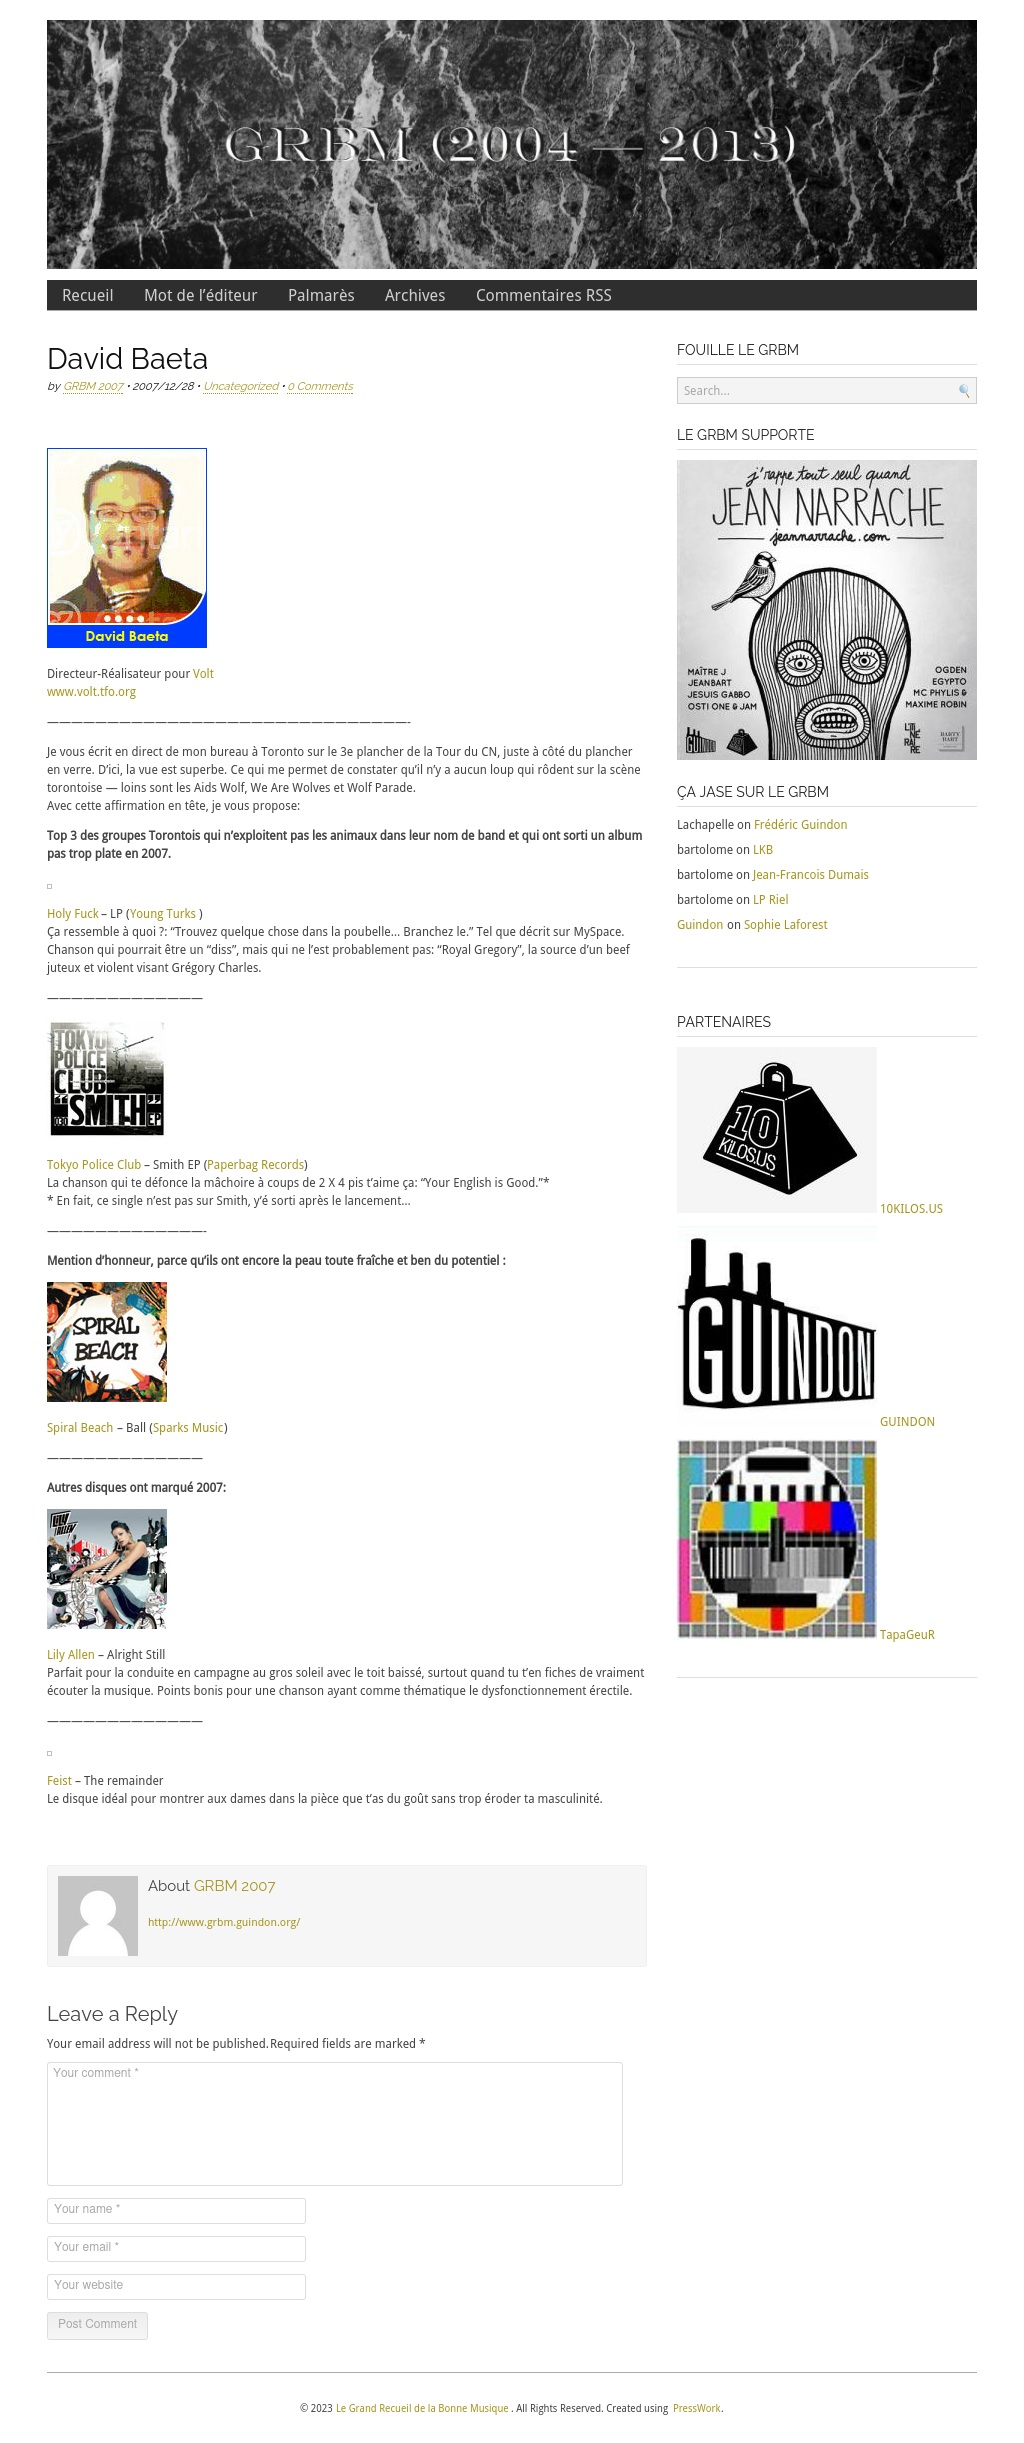 GRBM (2004 — 2013)
Recueil Mot de l’éditeur Palmarès Archives Commentaires RSS
David Baeta
by GRBM 2007 • 2007/12/28 • Uncategorized • 0 Comments
David Baeta
Directeur-Réalisateur pour Volt
www.volt.tfo.org
——————————————————————————————-
Je vous écrit en direct de mon bureau à Toronto sur le 3e plancher de la Tour du CN, juste à côté du plancher
en verre. D’ici, la vue est superbe. Ce qui me permet de constater qu’il n’y a aucun loup qui rôdent sur la scène
torontoise — loins sont les Aids Wolf, We Are Wolves et Wolf Parade.
Avec cette affirmation en tête, je vous propose:
Top 3 des groupes Torontois qui n’exploitent pas les animaux dans leur nom de band et qui ont sorti un album
pas trop plate en 2007.
Holy Fuck – LP (Young Turks )
Ça ressemble à quoi ?: “Trouvez quelque chose dans la poubelle… Branchez le.” Tel que décrit sur MySpace.
Chanson qui pourrait être un “diss”, mais qui ne l’est probablement pas: “Royal Gregory”, la source d’un beef
juteux et violent visant Grégory Charles.
—————————————
TOKYO
POLICE
CLUB
“SMITH” EP
Tokyo Police Club – Smith EP (Paperbag Records)
La chanson qui te défonce la mâchoire à coups de 2 X 4 pis t’aime ça: “Your English is Good.”*
* En fait, ce single n’est pas sur Smith, y’é sorti après le lancement…
—————————————-
Mention d’honneur, parce qu’ils ont encore la peau toute fraîche et ben du potentiel :
SPIRAL
BEACH
Spiral Beach – Ball (Sparks Music)
—————————————
Autres disques ont marqué 2007:
LILY
ALLEN
Lily Allen – Alright Still
Parfait pour la conduite en campagne au gros soleil avec le toit baissé, surtout quand tu t’en fiches de vraiment
écouter la musique. Points bonis pour une chanson ayant comme thématique le dysfonctionnement érectile.
—————————————
Feist – The remainder
Le disque idéal pour montrer aux dames dans la pièce que t’as du goût sans trop éroder ta masculinité.
About GRBM 2007
http://www.grbm.guindon.org/
Leave a Reply
Your email address will not be published. Required fields are marked *
Your comment *
Your name *
Your email *
Your website
Post Comment
FOUILLE LE GRBM
Search...
LE GRBM SUPPORTE
j’rappe tout seul quand
JEAN NARRACHE
jeannarrache.com
MAÎTRE J
JEANBART
JESUIS GABBO
OSTI ONE & JAM
OGDEN
EGYPTO
MC PHYLIS &
MAXIME ROBIN
GUINDON
BARTY
ÇA JASE SUR LE GRBM
Lachapelle on Frédéric Guindon
bartolome on LKB
bartolome on Jean-Francois Dumais
bartolome on LP Riel
Guindon on Sophie Laforest
PARTENAIRES
10
KILOS.US
10KILOS.US
GUINDON
GUINDON
TapaGeuR
© 2023 Le Grand Recueil de la Bonne Musique . All Rights Reserved. Created using PressWork.